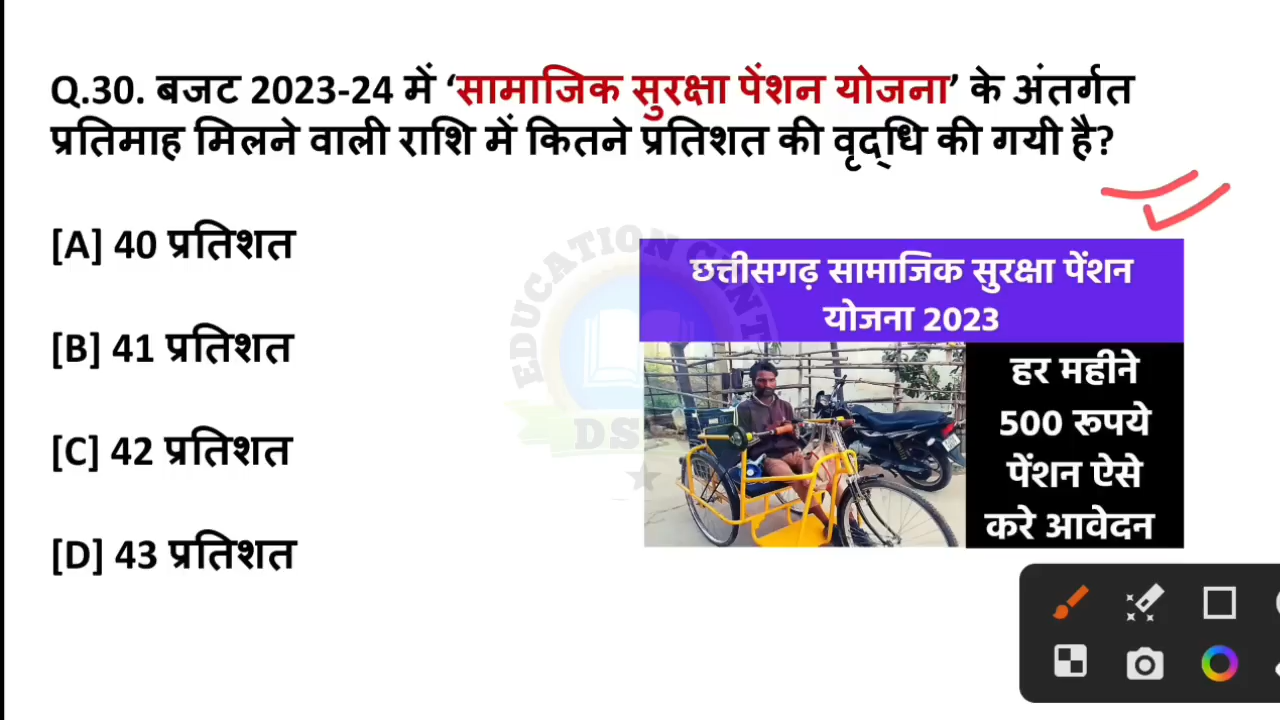 Q.30. बजट 2023-24 में ‘सामाजिक सुरक्षा पेंशन योजना’ के अंतर्गत
प्रतिमाह मिलने वाली राशि में कितने प्रतिशत की वृद्धि की गयी है?
[A] 40 प्रतिशत
[B] 41 प्रतिशत
[C] 42 प्रतिशत
[D] 43 प्रतिशत
छत्तीसगढ़ सामाजिक सुरक्षा पेंशन
योजना 2023
हर महीने
500 रूपये
पेंशन ऐसे
करे आवेदन
EDUCATION
DS